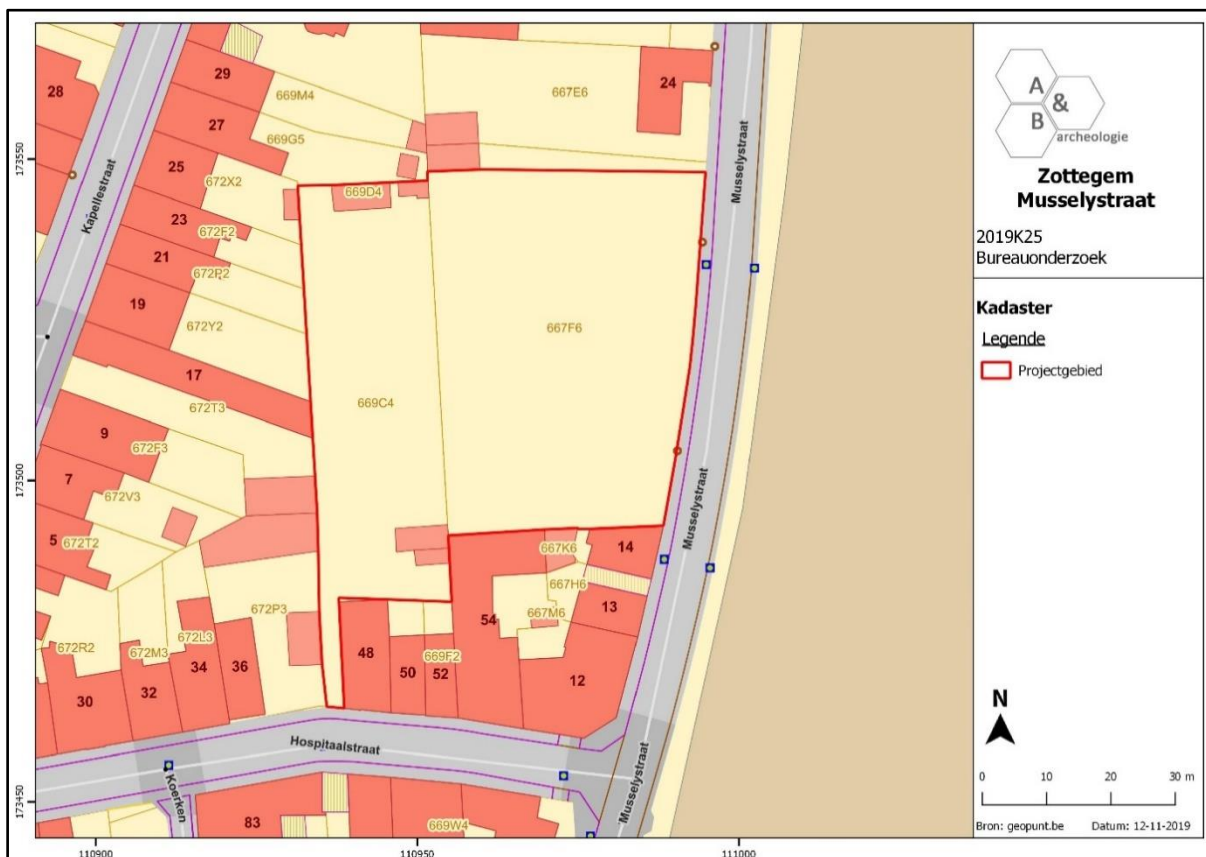 29
669M4
28
27
669G5
25
672X2
23
672F2
21
672P2
19
672Y2
17
672T3
9
672F3
7
672V3
5
672T2
Kapellestraat
669D4
669C4
667E6
24
667F6
Musselystraat
Musselystraat
Musselystraat
667K6
14
667H6
13
667M6
54
12
48
50
669F2
52
672P3
672L3
36
34
672M3
32
672R2
30
Hospitaalstraat
Koerken
83
669W4
173550
173500
173450
110900
110950
111000
A
&
B
archeologie
Zottegem
Musselystraat
2019K25
Bureauonderzoek
Kadaster
Legende
Projectgebied
N
0 10 20 30 m
Bron: geopunt.be Datum: 12-11-2019